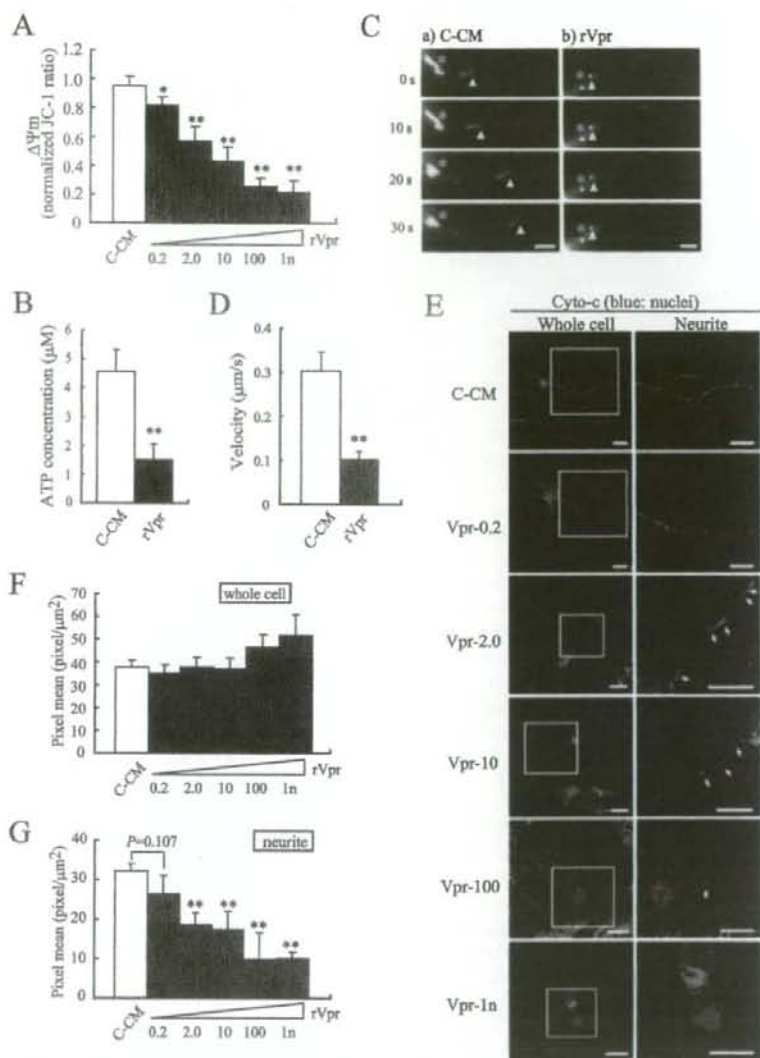 A
ΔΨm
(normalized JC-1 ratio)
1.2
1.0
0.8
0.6
0.4
0.2
0
*
**
**
**
**
C-CM
0.2
2.0
10
100
1n
rVpr
B
ATP concentration (μM)
6
5
4
3
2
1
0
**
C-CM
rVpr
C
a) C-CM
b) rVpr
0 s
10 s
20 s
30 s
D
Velocity (μm/s)
0.4
0.3
0.2
0.1
0
**
C-CM
rVpr
E
Cyto-c (blue: nuclei)
Whole cell
Neurite
C-CM
Vpr-0.2
Vpr-2.0
Vpr-10
Vpr-100
Vpr-1n
F
whole cell
Pixel mean (pixel/μm2)
70
60
50
40
30
20
10
0
C-CM
0.2
2.0
10
100
1n
rVpr
G
neurite
P=0.107
Pixel mean (pixel/μm2)
40
30
20
10
0
**
**
**
**
C-CM
0.2
2.0
10
100
1n
rVpr